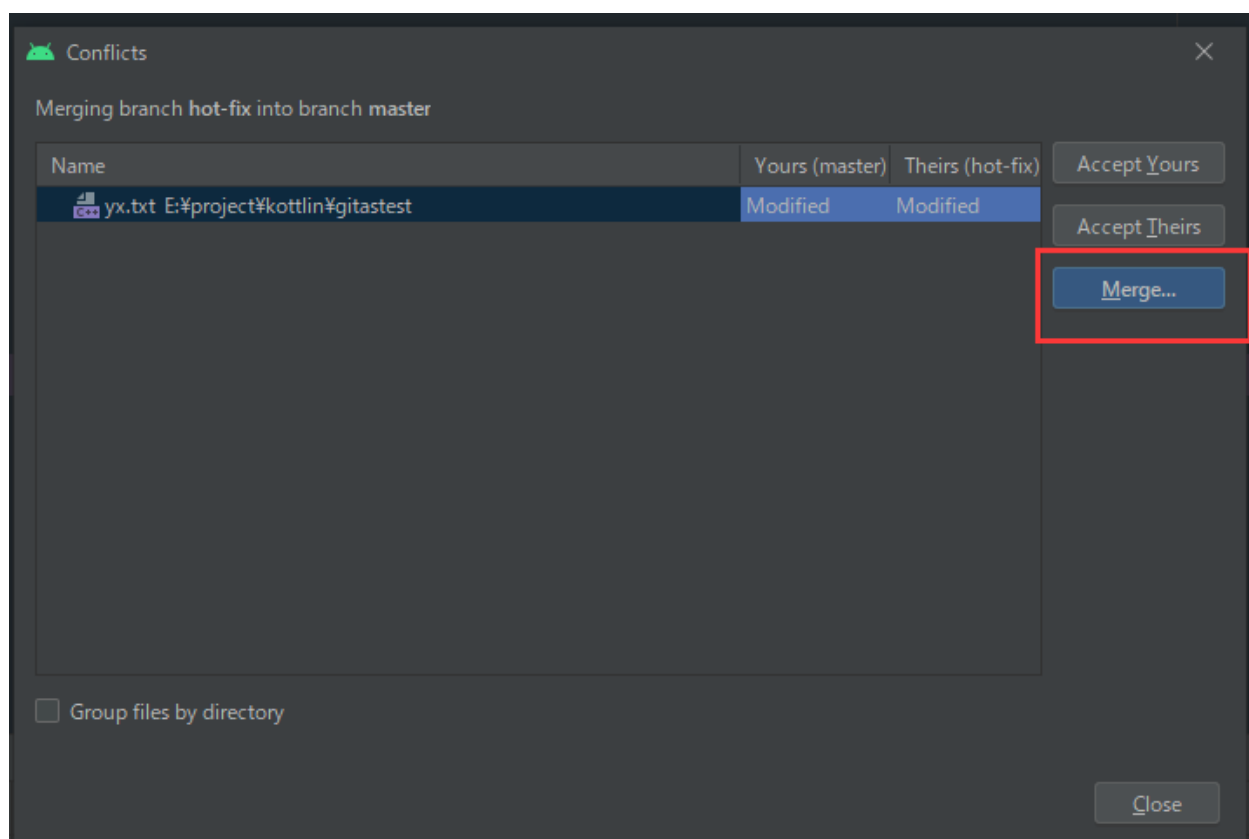 Conflicts
Merging branch hot-fix into branch master
Name Yours (master) Theirs (hot-fix)
yx.txt E:¥project¥kottlin¥gitastest Modified Modified
C++
Accept Yours
Accept Theirs
Merge...
Group files by directory
Close